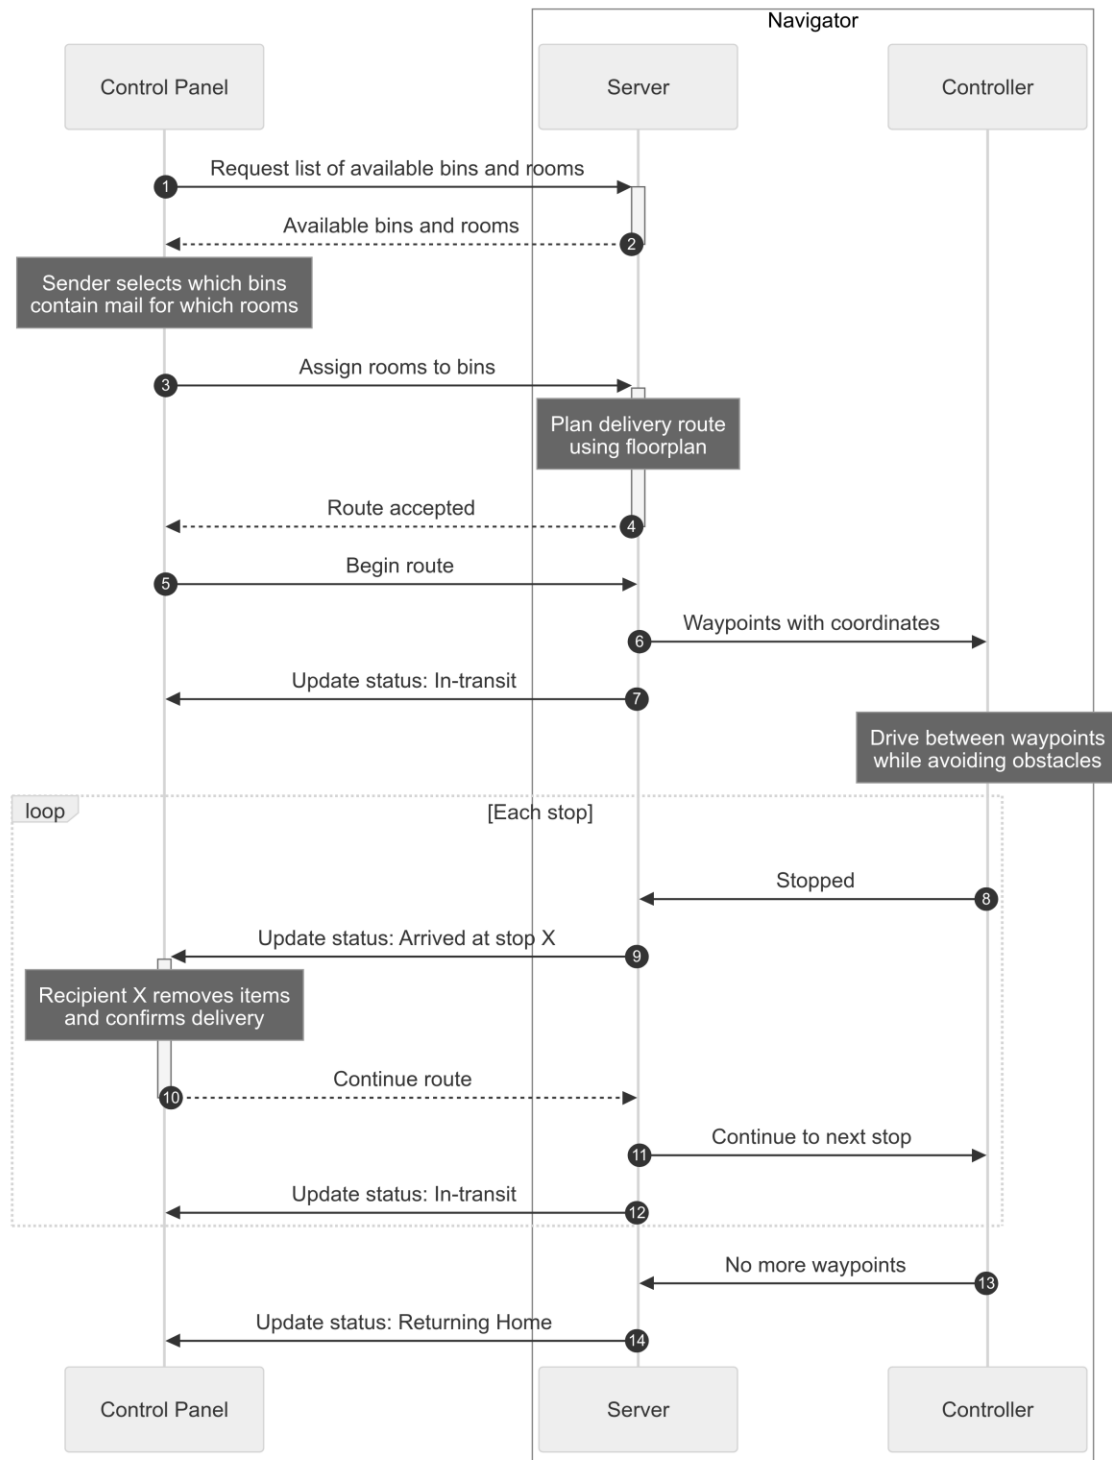 Navigator
Control Panel
Server
Controller
Request list of available bins and rooms
1
Available bins and rooms
2
Sender selects which bins
contain mail for which rooms
Assign rooms to bins
3
Plan delivery route
using floorplan
Route accepted
4
Begin route
5
Waypoints with coordinates
6
Update status: In-transit
7
Drive between waypoints
while avoiding obstacles
loop
[Each stop]
Stopped
8
Update status: Arrived at stop X
9
Recipient X removes items
and confirms delivery
Continue route
10
Continue to next stop
11
Update status: In-transit
12
No more waypoints
13
Update status: Returning Home
14
Control Panel
Server
Controller